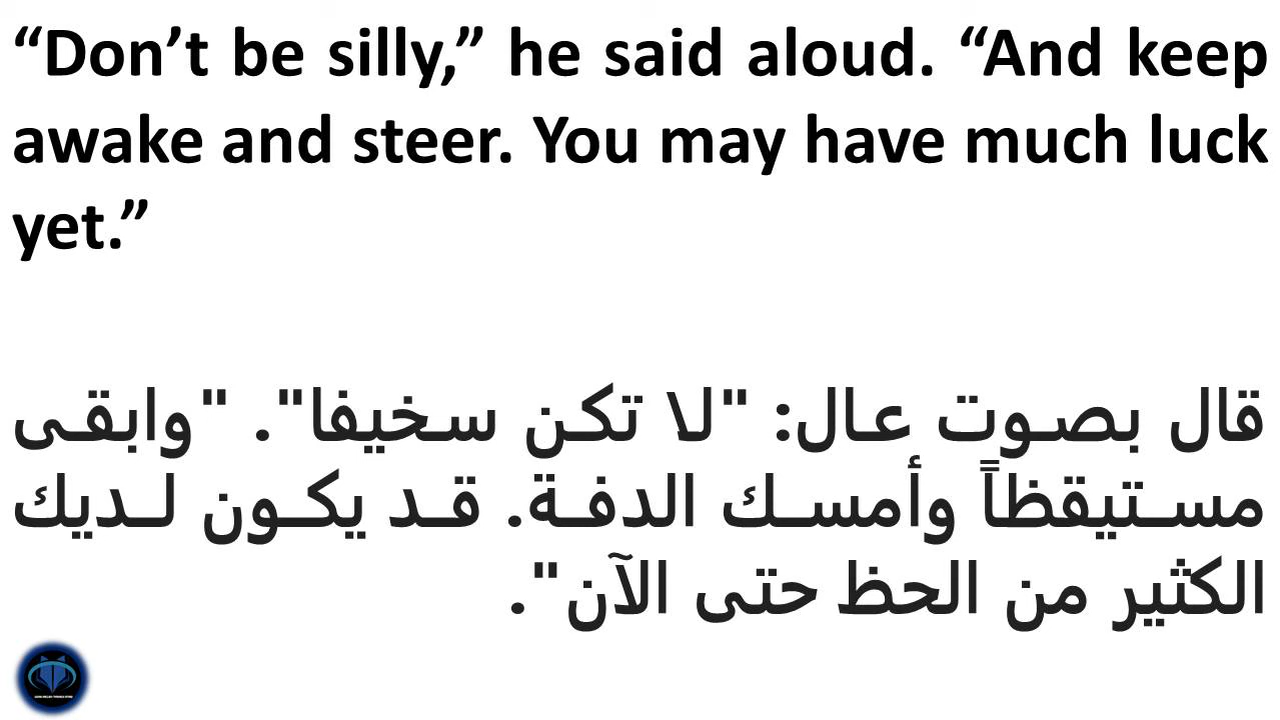 “Don’t be silly,” he said aloud. “And keep
awake and steer. You may have much luck
yet.”
قال بصوت عال: "لا تكن سخيفا". "وابقى
مستيقظاً وأمسك الدفة. قد يكون لديك
الكثير من الحظ حتى الآن".